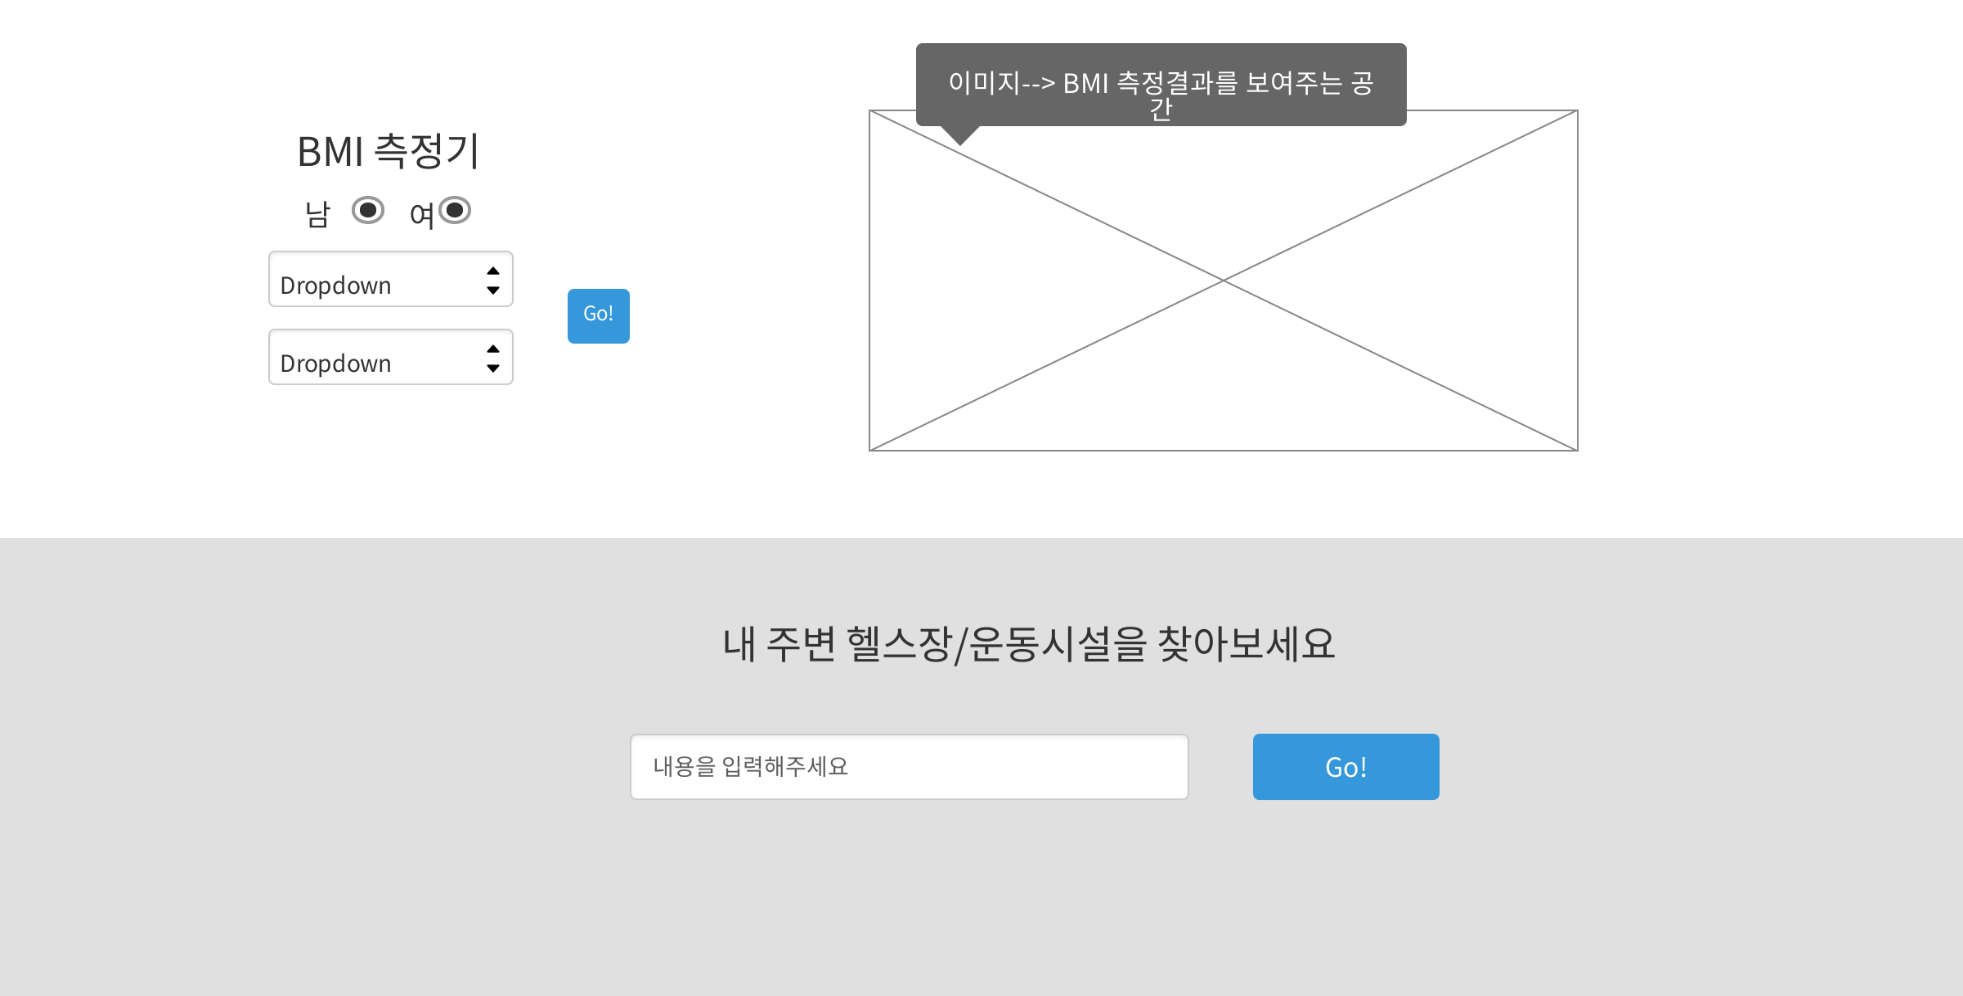 이미지--> BMI 측정결과를 보여주는 공
간
BMI 측정기
남 여
Dropdown
Go!
Dropdown
내 주변 헬스장/운동시설을 찾아보세요
내용을 입력해주세요
Go!